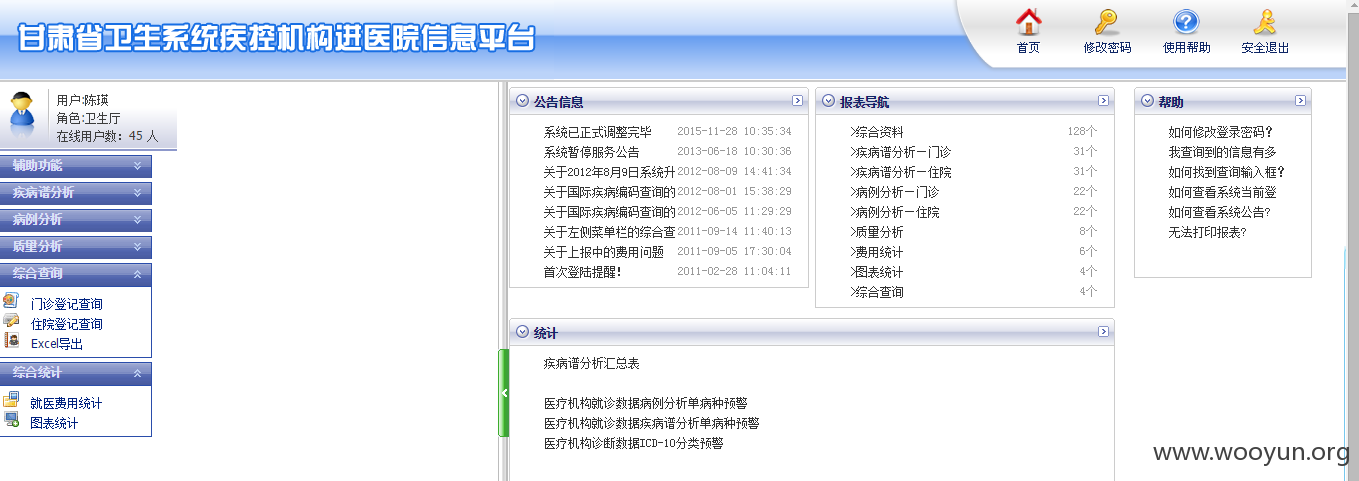 甘肃省卫生系统疾控机构进医院信息平台
首页
修改密码
使用帮助
安全退出
用户:陈瑛
角色:卫生厅
在线用户数: 45 人
辅助功能
疾病谱分析
病例分析
质量分析
综合查询
门诊登记查询
住院登记查询
Excel导出
综合统计
就医费用统计
图表统计
公告信息
系统已正式调整完毕 2015-11-28 10:35:34
系统暂停服务公告 2013-06-18 10:30:36
关于2012年8月9日系统升 2012-08-09 14:41:34
关于国际疾病编码查询的 2012-08-01 15:38:29
关于国际疾病编码查询的 2012-06-05 11:29:29
关于左侧菜单栏的综合查 2011-09-14 11:40:13
关于上报中的费用问题 2011-09-05 17:30:04
首次登陆提醒! 2011-02-28 11:04:11
报表导航
>综合资料 128个
>疾病谱分析—门诊 31个
>疾病谱分析—住院 31个
>病例分析—门诊 22个
>病例分析—住院 22个
>质量分析 8个
>费用统计 6个
>图表统计 4个
>综合查询 4个
帮助
如何修改登录密码?
我查询到的信息有多
如何找到查询输入框?
如何查看系统当前登
如何查看系统公告?
无法打印报表?
统计
疾病谱分析汇总表
医疗机构就诊数据病例分析单病种预警
医疗机构就诊数据疾病谱分析单病种预警
医疗机构诊断数据ICD-10分类预警
www.wooyun.org